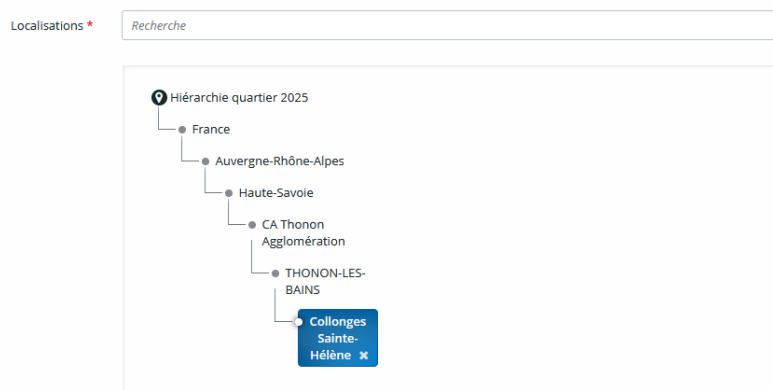 Localisations *
Recherche
Hiérarchie quartier 2025
France
Auvergne-Rhône-Alpes
Haute-Savoie
CA Thonon
Agglomération
THONON-LES-
BAINS
Collonges
Sainte-
Hélène ✖